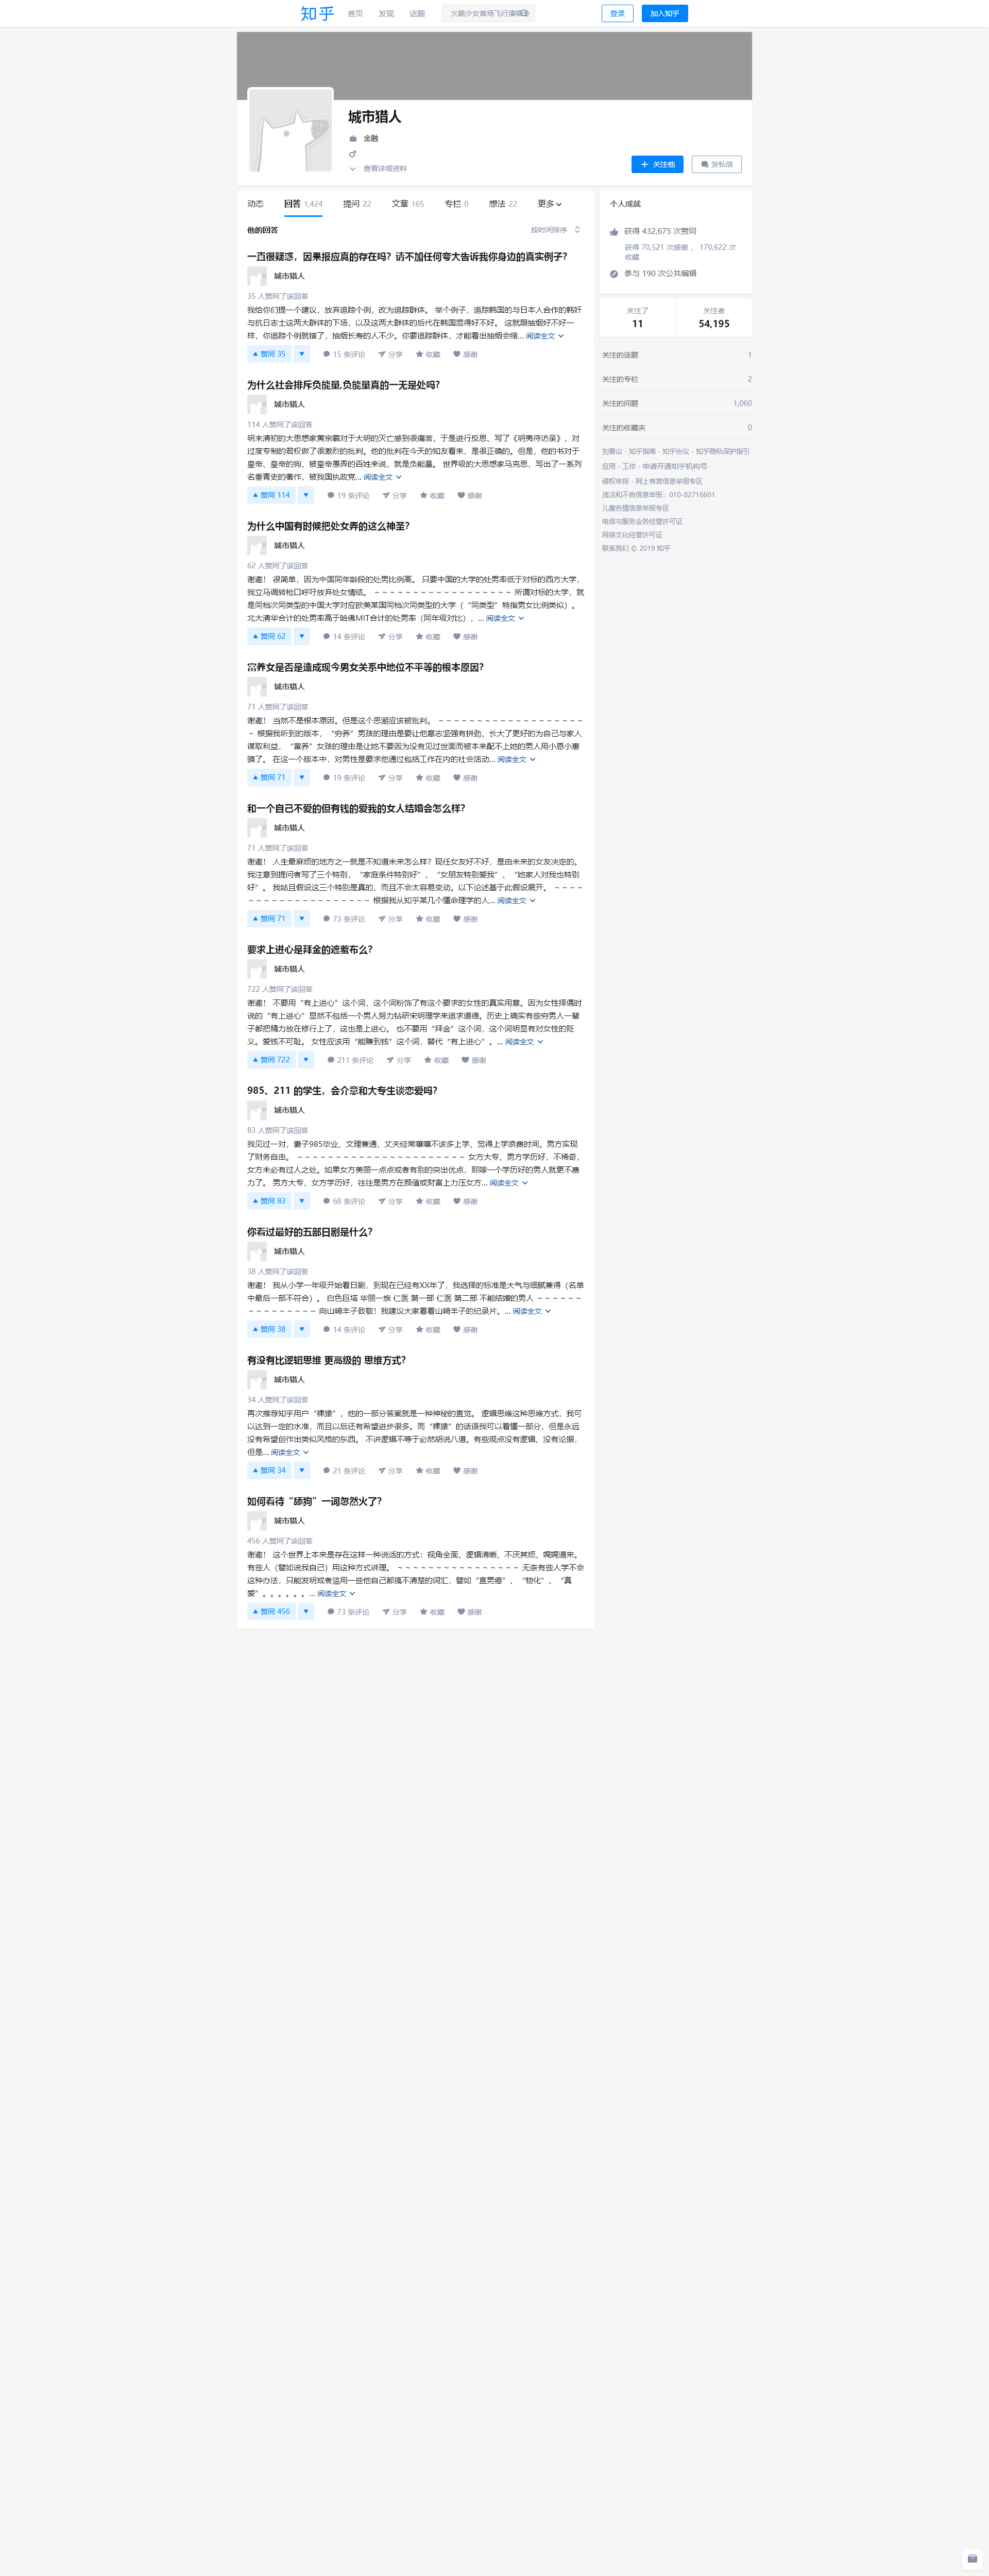 知乎 首页 发现 话题 火箭少女首场飞行演唱会 登录 加入知乎
城市猎人
金融
查看详细资料
关注他 发私信
动态 回答 1,424 提问 22 文章 165 专栏 0 想法 22 更多
他的回答 按时间排序
一直很疑惑，因果报应真的存在吗？请不加任何夸大告诉我你身边的真实例子？
城市猎人
35 人赞同了该回答
我给你们提一个建议，放弃追踪个例，改为追踪群体。 举个例子，追踪韩国的与日本人合作的韩奸
与抗日志士这两大群体的下场，以及这两大群体的后代在韩国混得好不好。 这就跟抽烟好不好一
样，你追踪个例就错了，抽烟长寿的人不少。你要追踪群体，才能看出抽烟会缩... 阅读全文
赞同 35 15 条评论 分享 收藏 感谢
为什么社会排斥负能量,负能量真的一无是处吗？
城市猎人
114 人赞同了该回答
明末清初的大思想家黄宗羲对于大明的灭亡感到很痛苦，于是进行反思、写了《明夷待访录》，对
过度专制的君权做了很激烈的批判。他的批判在今天的知友看来，是很正确的。但是，他的书对于
皇帝、皇帝的狗、被皇帝愚弄的百姓来说，就是负能量。 世界级的大思想家马克思，写出了一系列
名垂青史的著作，被我国执政党... 阅读全文
赞同 114 19 条评论 分享 收藏 感谢
为什么中国有时候把处女弄的这么神圣？
城市猎人
62 人赞同了该回答
谢邀！ 很简单，因为中国同年龄段的处男比例高。 只要中国的大学的处男率低于对标的西方大学，
我立马调转枪口呼吁放弃处女情结。 ～～～～～～～～～～～～～～～～～～ 所谓对标的大学，就
是同档次同类型的中国大学对应欧美某国同档次同类型的大学（“同类型”特指男女比例类似）。
北大清华合计的处男率高于哈佛MIT合计的处男率（同年级对比），... 阅读全文
赞同 62 14 条评论 分享 收藏 感谢
富养女是否是造成现今男女关系中地位不平等的根本原因？
城市猎人
71 人赞同了该回答
谢邀！ 当然不是根本原因。但是这个思潮应该被批判。 ～～～～～～～～～～～～～～～～～～～
～ 根据我听到的版本，“穷养”男孩的理由是要让他意志坚强有拼劲、长大了更好的为自己与家人
谋取利益，“富养”女孩的理由是让她不要因为没有见过世面而被本来配不上她的男人用小恩小惠
骗了。 在这一个版本中，对男性是要求他通过包括工作在内的社会活动... 阅读全文
赞同 71 19 条评论 分享 收藏 感谢
和一个自己不爱的但有钱的爱我的女人结婚会怎么样？
城市猎人
71 人赞同了该回答
谢邀！ 人生最麻烦的地方之一就是不知道未来怎么样？现任女友好不好，是由未来的女友决定的。
我注意到提问者写了三个特别，“家庭条件特别好”、“女朋友特别爱我”、“她家人对我也特别
好”。 我姑且假设这三个特别是真的，而且不会太容易变动。以下论述基于此假设展开。 ～～～～
～～～～～～～～～～～～～～～～ 根据我从知乎某几个懂命理学的人... 阅读全文
赞同 71 73 条评论 分享 收藏 感谢
要求上进心是拜金的遮羞布么？
城市猎人
722 人赞同了该回答
谢邀！ 不要用“有上进心”这个词，这个词粉饰了有这个要求的女性的真实用意。因为女性择偶时
说的“有上进心”显然不包括一个男人努力钻研宋明理学来追求道德。历史上确实有些穷男人一辈
子都把精力放在修行上了，这也是上进心。 也不要用“拜金”这个词，这个词明显有对女性的贬
义。爱钱不可耻。 女性应该用“能赚到钱”这个词，替代“有上进心”。... 阅读全文
赞同 722 211 条评论 分享 收藏 感谢
985、211 的学生，会介意和大专生谈恋爱吗？
城市猎人
83 人赞同了该回答
我见过一对，妻子985毕业、文理兼通，丈夫经常嚷嚷不该多上学、觉得上学浪费时间。男方实现
了财务自由。 ～～～～～～～～～～～～～～～～～～～～～～ 女方大专、男方学历好，不稀奇，
女方未必有过人之处。如果女方美丽一点点或者有别的突出优点，那嫁一个学历好的男人就更不费
力了。 男方大专、女方学历好，往往是男方在颜值或财富上力压女方... 阅读全文
赞同 83 68 条评论 分享 收藏 感谢
你看过最好的五部日剧是什么？
城市猎人
38 人赞同了该回答
谢邀！ 我从小学一年级开始看日剧，到现在已经有XX年了，我选择的标准是大气与细腻兼得（名单
中最后一部不符合）。 白色巨塔 华丽一族 仁医 第一部 仁医 第二部 不能结婚的男人 ～～～～～～
～～～～～～～～～ 向山崎丰子致敬！我建议大家看看山崎丰子的纪录片。... 阅读全文
赞同 38 14 条评论 分享 收藏 感谢
有没有比逻辑思维 更高级的 思维方式？
城市猎人
34 人赞同了该回答
再次推荐知乎用户“裸猿”，他的一部分答案就是一种神秘的直觉。 逻辑思维这种思维方式，我可
以达到一定的水准，而且以后还有希望进步很多。而“裸猿”的话语我可以看懂一部分，但是永远
没有希望创作出类似风格的东西。 不讲逻辑不等于必然胡说八道。有些观点没有逻辑、没有论据，
但是... 阅读全文
赞同 34 21 条评论 分享 收藏 感谢
如何看待“舔狗”一词忽然火了？
城市猎人
456 人赞同了该回答
谢邀！ 这个世界上本来是存在这样一种说话的方式：视角全面、逻辑清晰、不厌其烦、娓娓道来。
有些人（譬如说我自己）用这种方式讲理。 ～～～～～～～～～～～～～～～～ 无奈有些人学不会
这种办法，只能发明或者滥用一些他自己都搞不清楚的词汇，譬如“直男癌”、“物化”，“真
爱”。。。。。。... 阅读全文
赞同 456 73 条评论 分享 收藏 感谢
个人成就
获得 432,675 次赞同
获得 70,521 次感谢 ， 170,622 次
收藏
参与 190 次公共编辑
关注了 关注者
11 54,195
关注的话题 1
关注的专栏 2
关注的问题 1,060
关注的收藏夹 0
刘看山 · 知乎指南 · 知乎协议 · 知乎隐私保护指引
应用 · 工作 · 申请开通知乎机构号
侵权举报 · 网上有害信息举报专区
违法和不良信息举报：010-82716601
儿童色情信息举报专区
电信与服务业务经营许可证
网络文化经营许可证
联系我们 © 2019 知乎